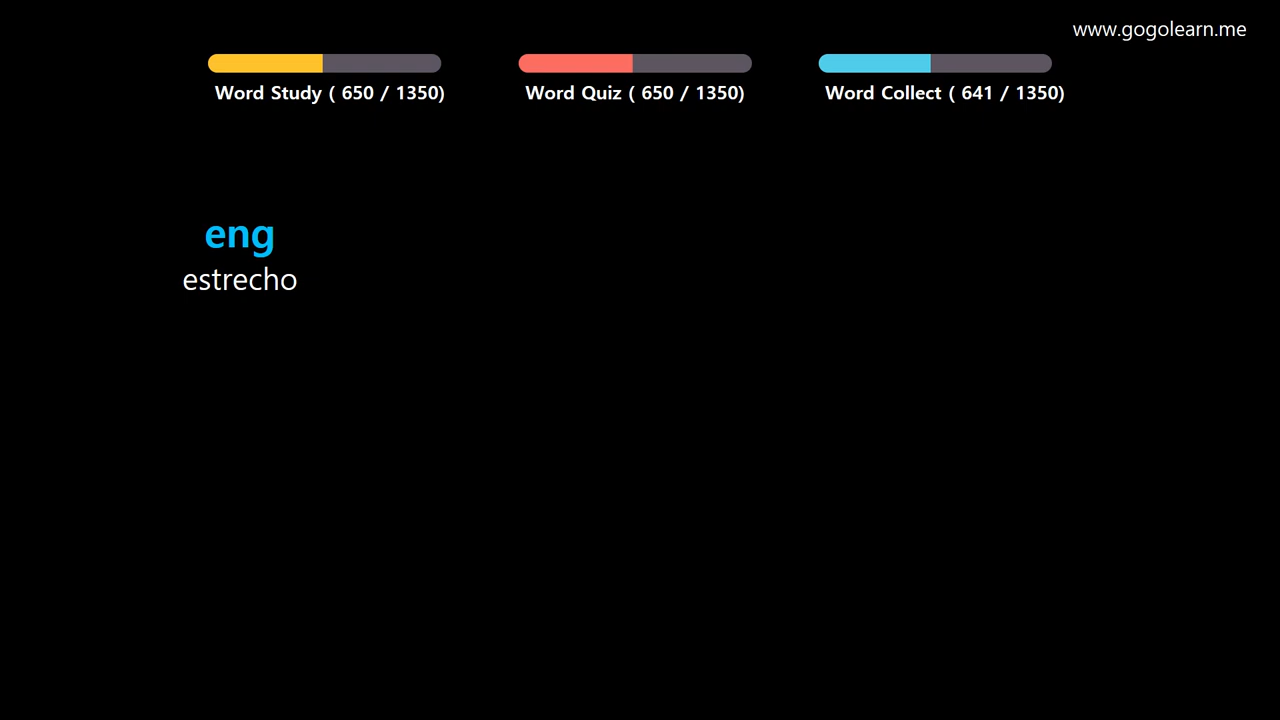 www.gogolearn.me
Word Study ( 650 / 1350)
Word Quiz ( 650 / 1350)
Word Collect ( 641 / 1350)
eng
estrecho